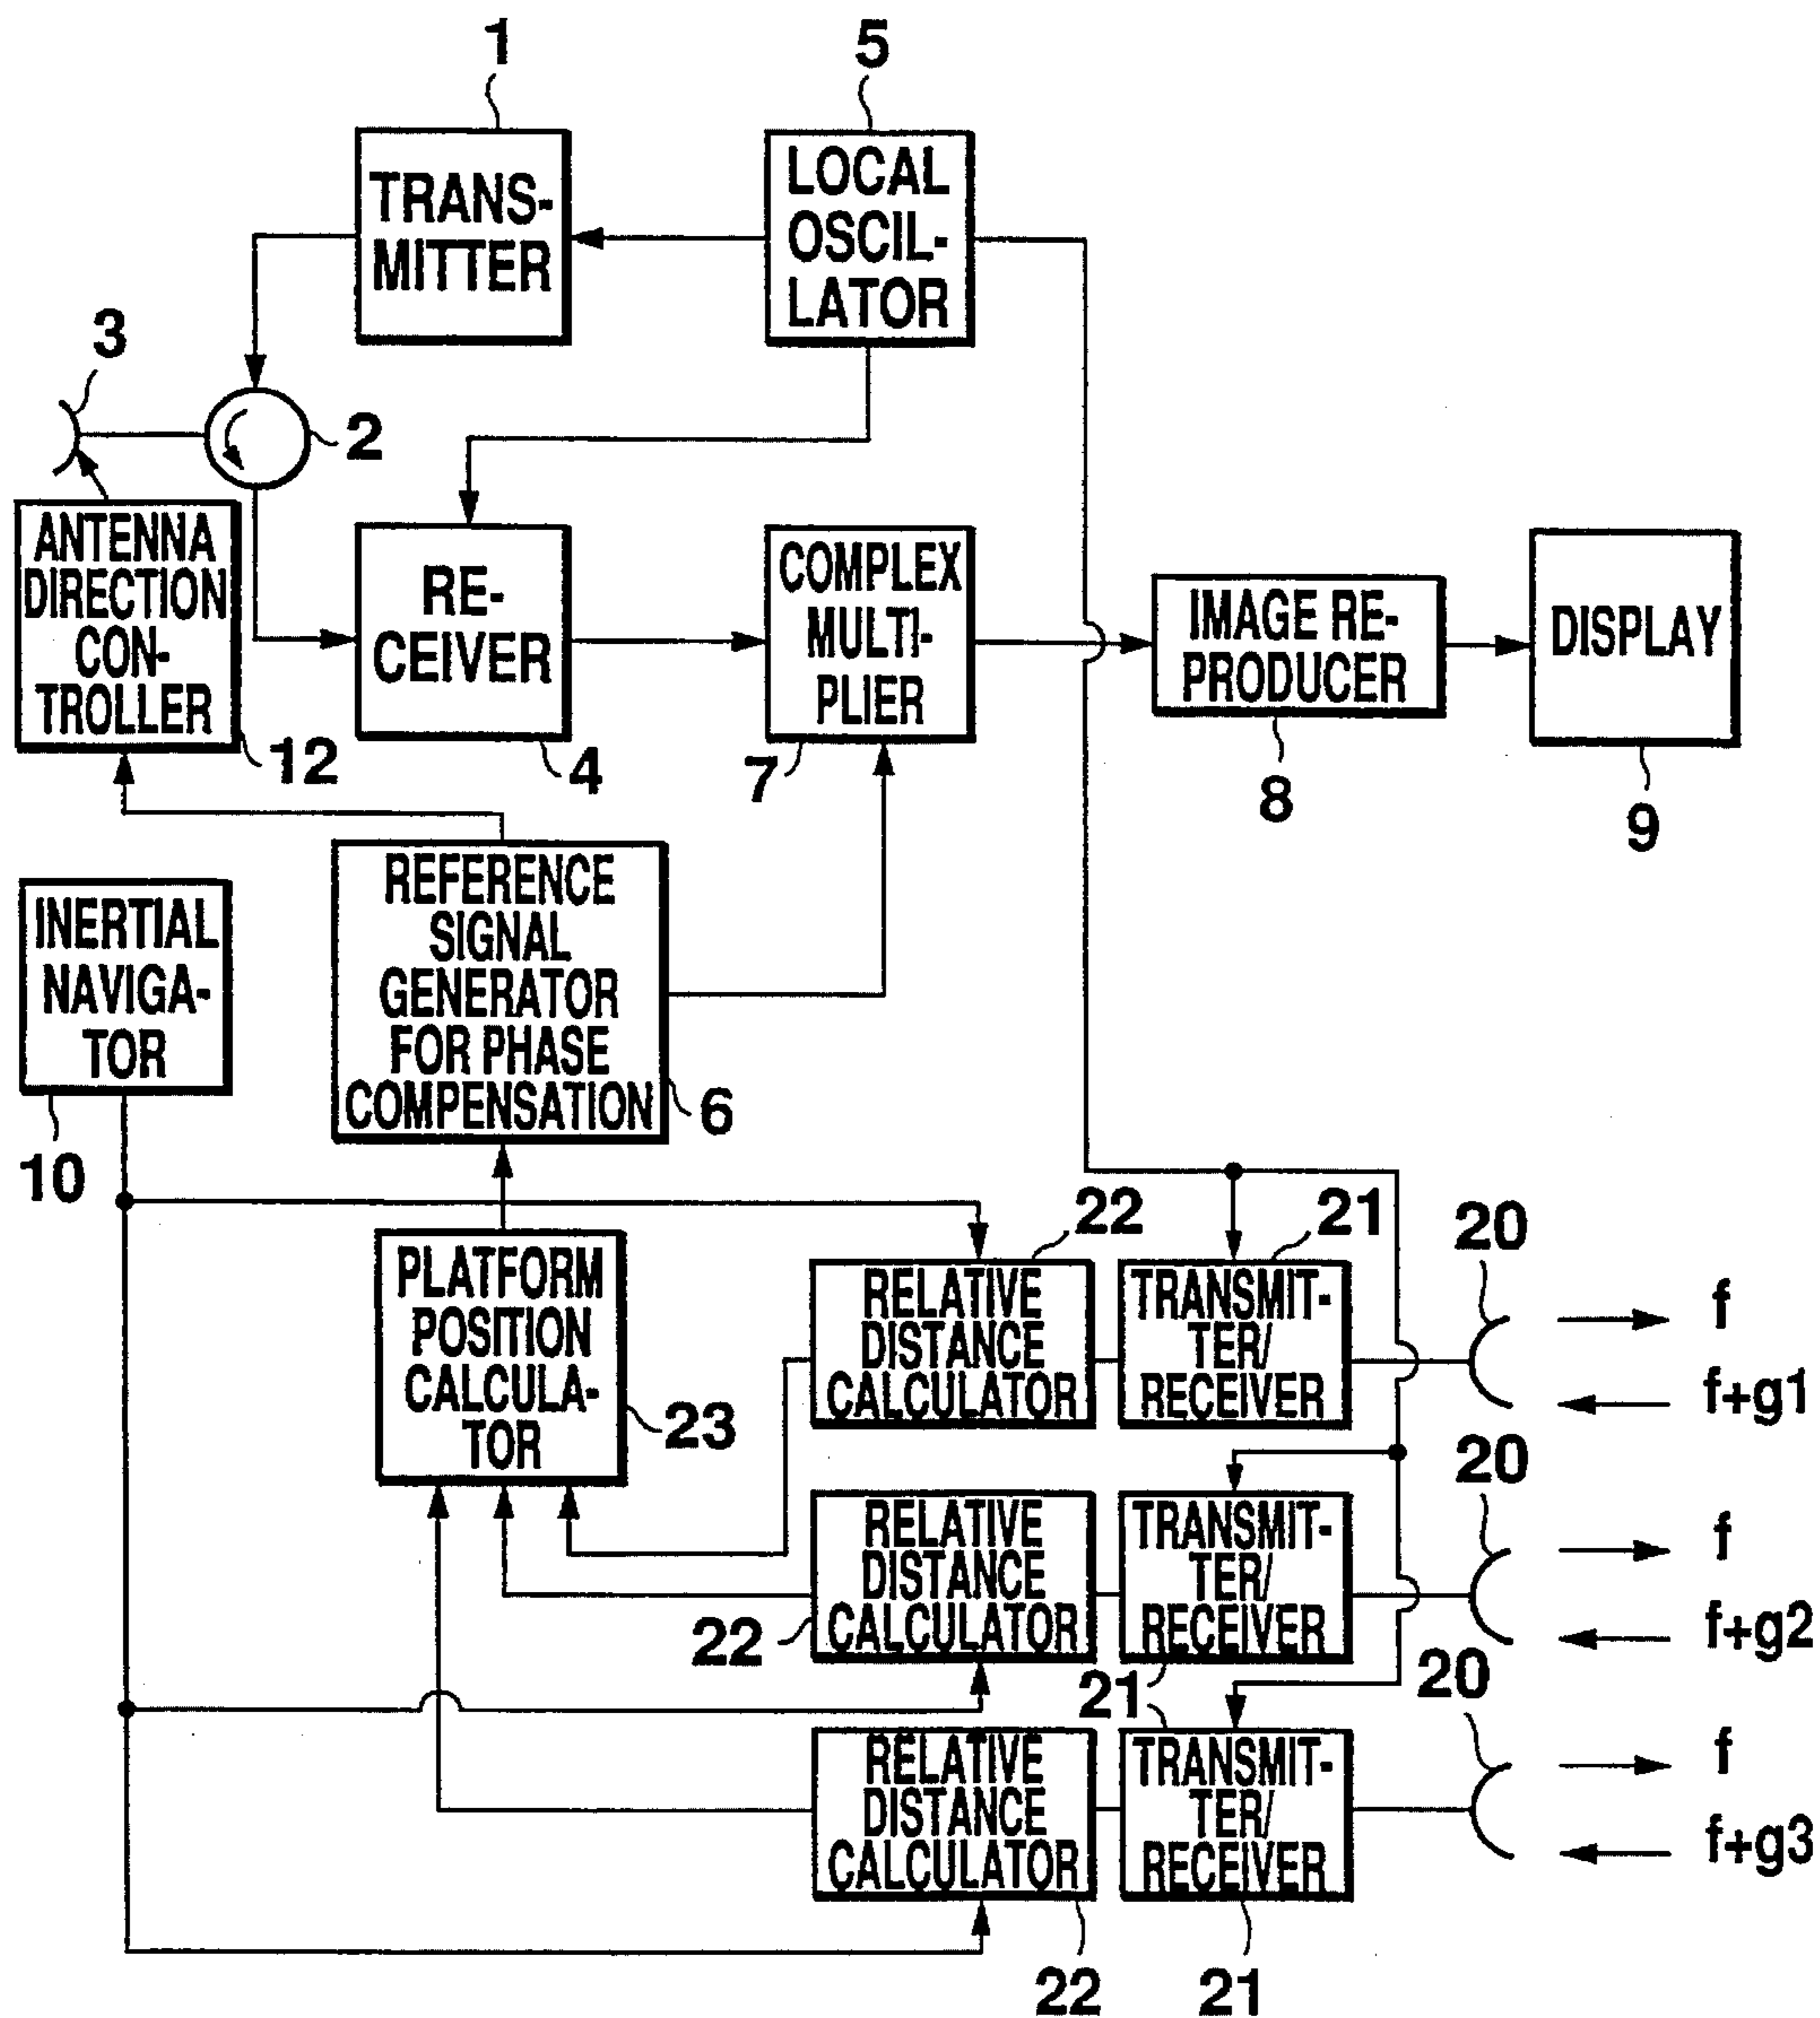 1
5
TRANS-
MITTER
LOCAL
OSCIL-
LATOR
3
2
ANTENNA
DIRECTION
CON-
TROLLER
12
RE-
CEIVER
4
COMPLEX
MULTI-
PLIER
7
IMAGE RE-
PRODUCER
8
DISPLAY
9
INERTIAL
NAVIGA-
TOR
10
REFERENCE
SIGNAL
GENERATOR
FOR PHASE
COMPENSATION
6
PLATFORM
POSITION
CALCULA-
TOR
23
22
RELATIVE
DISTANCE
CALCULATOR
21
TRANSMIT-
TER/
RECEIVER
20
f
f+g1
22
RELATIVE
DISTANCE
CALCULATOR
TRANSMIT-
TER/
RECEIVER
21
20
f
f+g2
RELATIVE
DISTANCE
CALCULATOR
22
21
TRANSMIT-
TER/
RECEIVER
21
20
f
f+g3